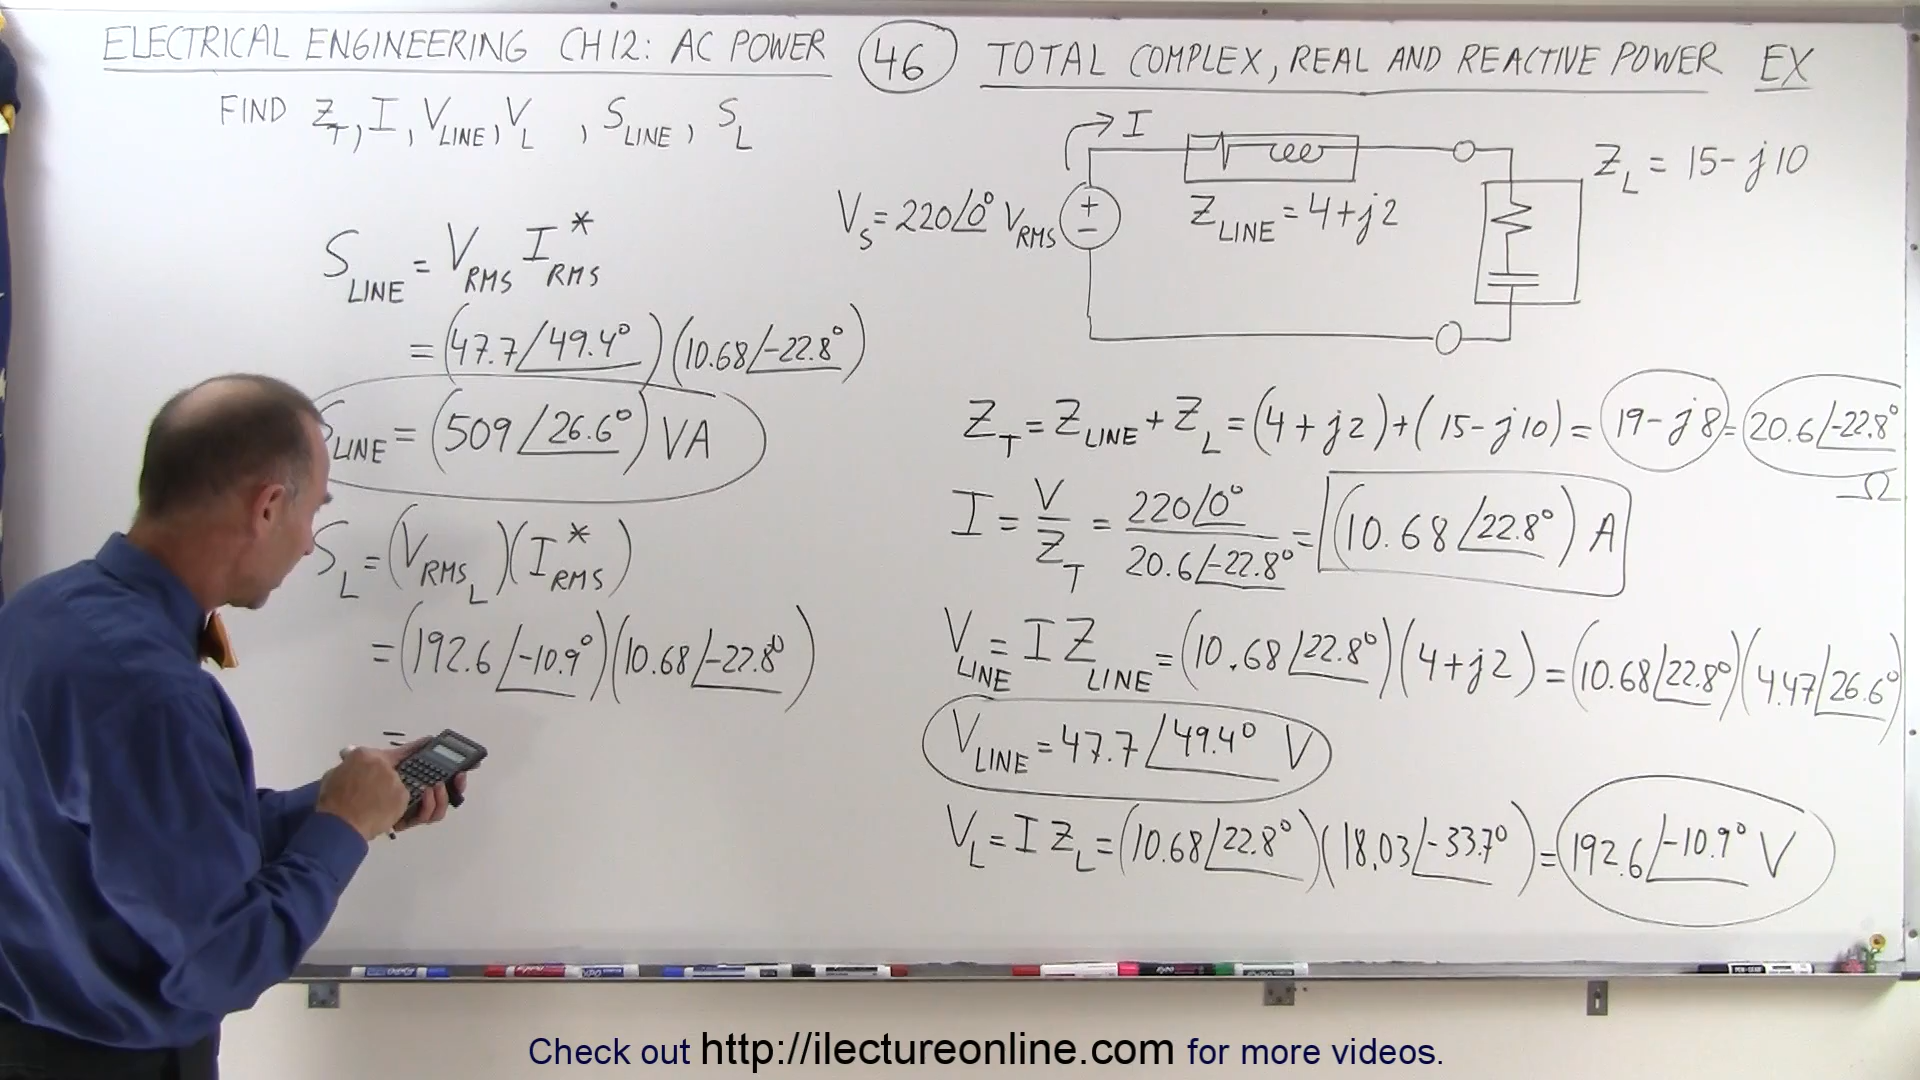 ELECTRICAL ENGINEERING CH12: AC POWER 46 TOTAL COMPLEX, REAL AND REACTIVE POWER EX
FIND Z_T, I, V_LINE, V_L , S_LINE, S_L
S_LINE = V_RMS I_RMS^*
= (47.7/49.4°)(10.68/-22.8°)
S_LINE = (509/26.6°) VA
S_L = (V_RMS_L)(I_RMS^*)
= (192.6/-10.9°)(10.68/-22.8°)
=
I
V_S = 220/0° V_RMS
Z_LINE = 4+j2
+
−
Z_L = 15-j10
Z_T = Z_LINE + Z_L = (4+j2)+(15-j10) = 19-j8 = 20.6/-22.8°
Ω
I = V/Z_T = 220/0° / 20.6/-22.8° = (10.68/22.8°) A
V_LINE = I Z_LINE = (10.68/22.8°)(4+j2) = (10.68/22.8°)(4.47/26.6°)
V_LINE = 47.7/49.4° V
V_L = I Z_L = (10.68/22.8°)(18.03/-33.7°) = 192.6/-10.9° V
Check out http://ilectureonline.com for more videos.